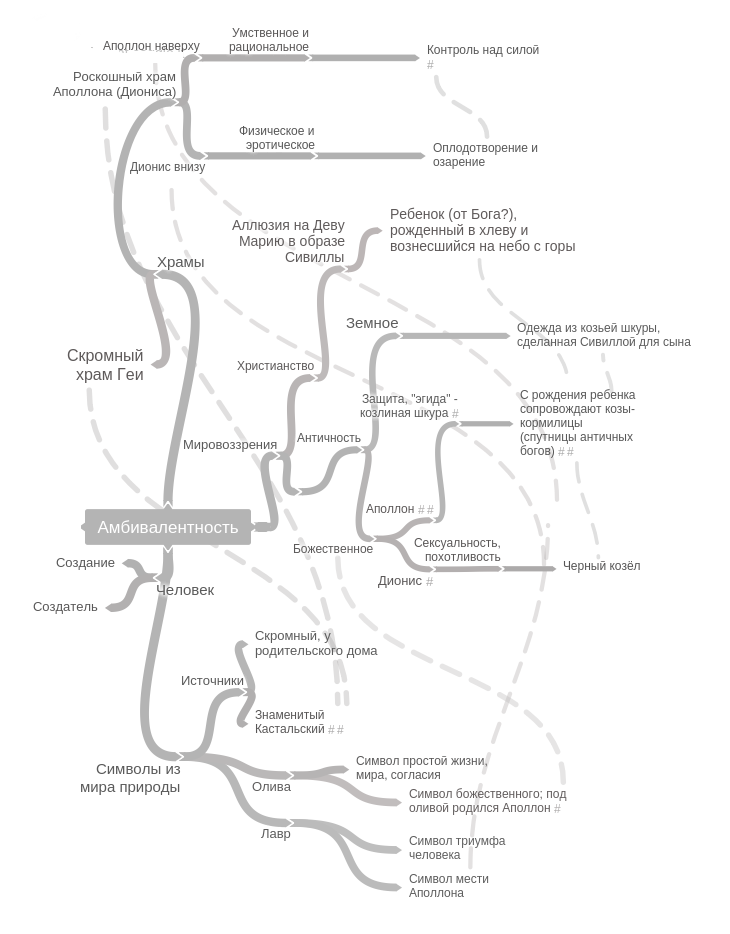 Аполлон наверху
Умственное и
рациональное
Контроль над силой
#
Роскошный храм
Аполлона (Диониса)
Физическое и
эротическое
Оплодотворение и
озарение
Дионис внизу
Храмы
Скромный
храм Геи
Аллюзия на Деву
Марию в образе
Сивиллы
Ребенок (от Бога?),
рожденный в хлеву и
вознесшийся на небо с горы
Земное
Одежда из козьей шкуры,
сделанная Сивиллой для сына
Христианство
Защита, "эгида" -
козлиная шкура #
С рождения ребенка
сопровождают козы-
кормилицы
(спутницы античных
богов) # #
Мировоззрения
Античность
Аполлон # #
Божественное
Сексуальность,
похотливость
Черный козёл
Дионис #
Амбивалентность
Создание
Создатель
Человек
Скромный, у
родительского дома
Источники
Знаменитый
Кастальский # #
Символы из
мира природы
Олива
Символ простой жизни,
мира, согласия
Символ божественного; под
оливой родился Аполлон #
Лавр
Символ триумфа
человека
Символ мести
Аполлона